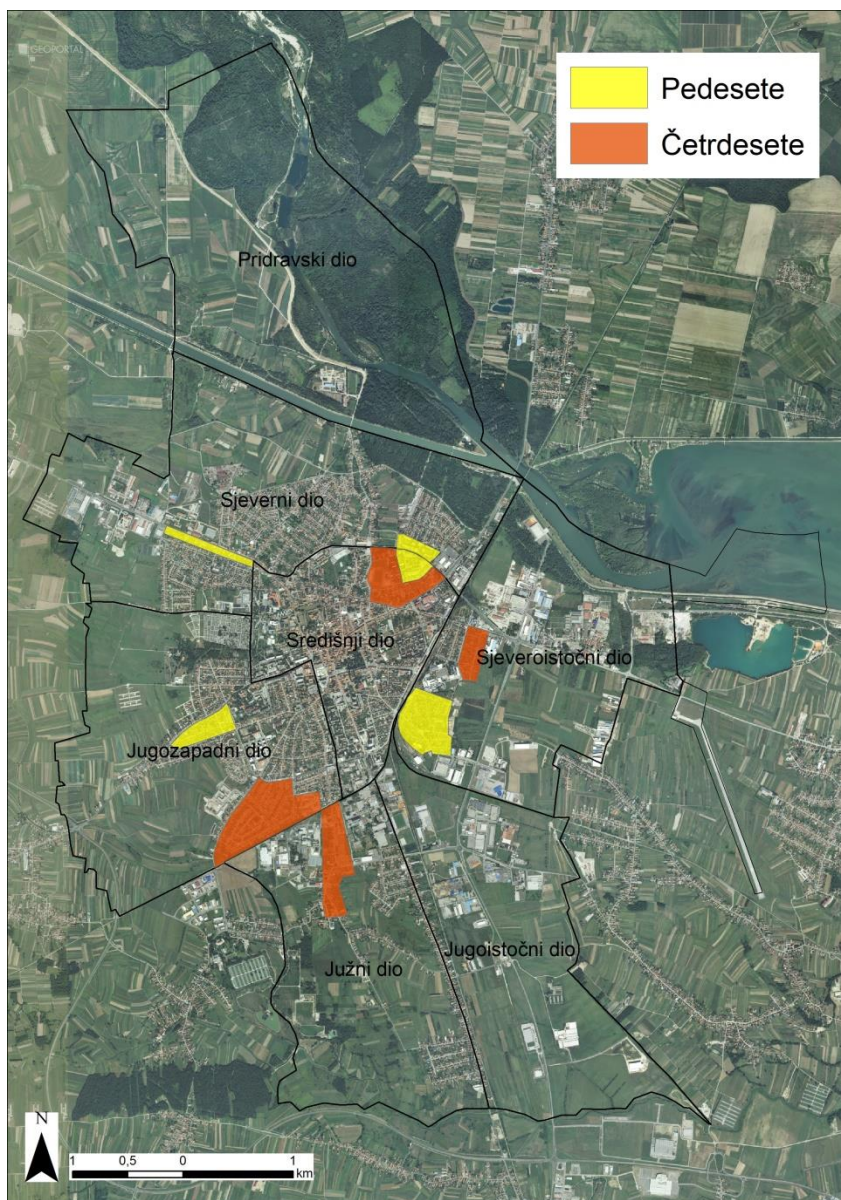 GEOPORTAL
Pedesete
Četrdesete
Pridravski dio
Sjeverni dio
Središnji dio
Sjeveroistočni dio
Jugozapadni dio
Jugoistočni dio
Južni dio
N
1 0,5 0 1
km